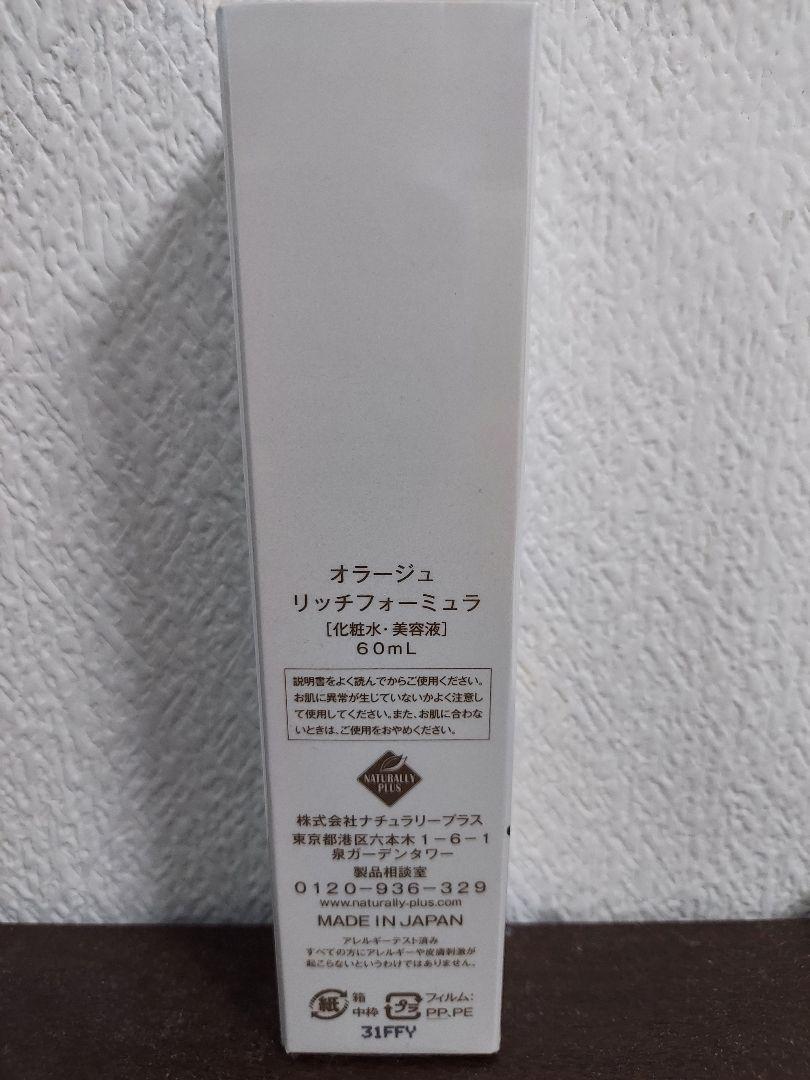 オラージュ
リッチフォーミュラ
[化粧水・美容液]
60mL
説明書をよく読んでからご使用ください。
お肌に異常が生じていないかよく注意し
て使用してください。また、お肌に合わな
いときは、ご使用をおやめください。
NATURALLY
PLUS
株式会社ナチュラリープラス
東京都港区六本木1-6-1
泉ガーデンタワー
製品相談室
0120-936-329
www.naturally-plus.com
MADE IN JAPAN
アレルギーテスト済み
すべての方にアレルギーや皮膚刺激が
起こらないというわけではありません。
紙 箱 プラ フィルム:
中枠 PP､PE
31FFY